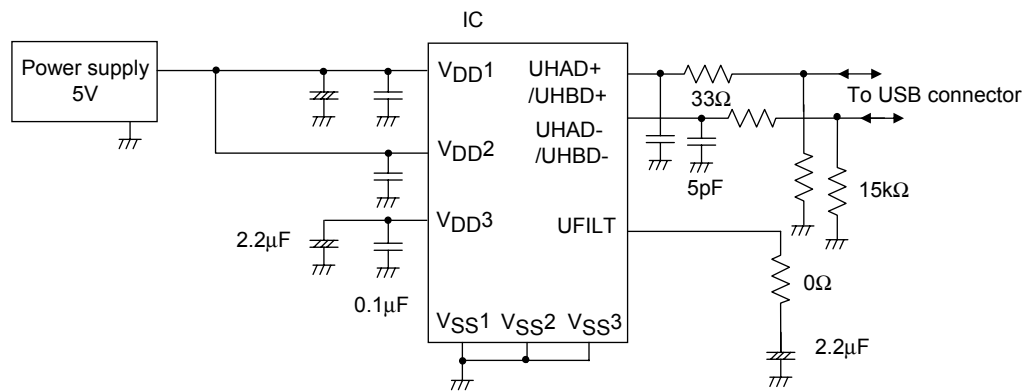 IC
Power supply
5V
VDD1
VDD2
VDD3
2.2μF
0.1μF
VSS1 VSS2 VSS3
UHAD+
/UHBD+
UHAD-
/UHBD-
UFILT
33Ω
To USB connector
5pF
15kΩ
0Ω
2.2μF